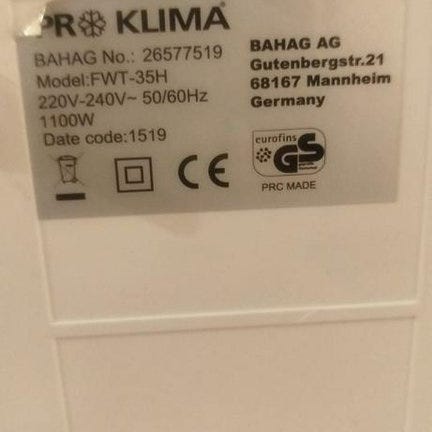 PRO KLIMA
BAHAG No.: 26577519
Model:FWT-35H
220V-240V~ 50/60Hz
1100W
Date code:1519
BAHAG AG
Gutenbergstr.21
68167 Mannheim
Germany
CE
eurofins
GS
PRC MADE